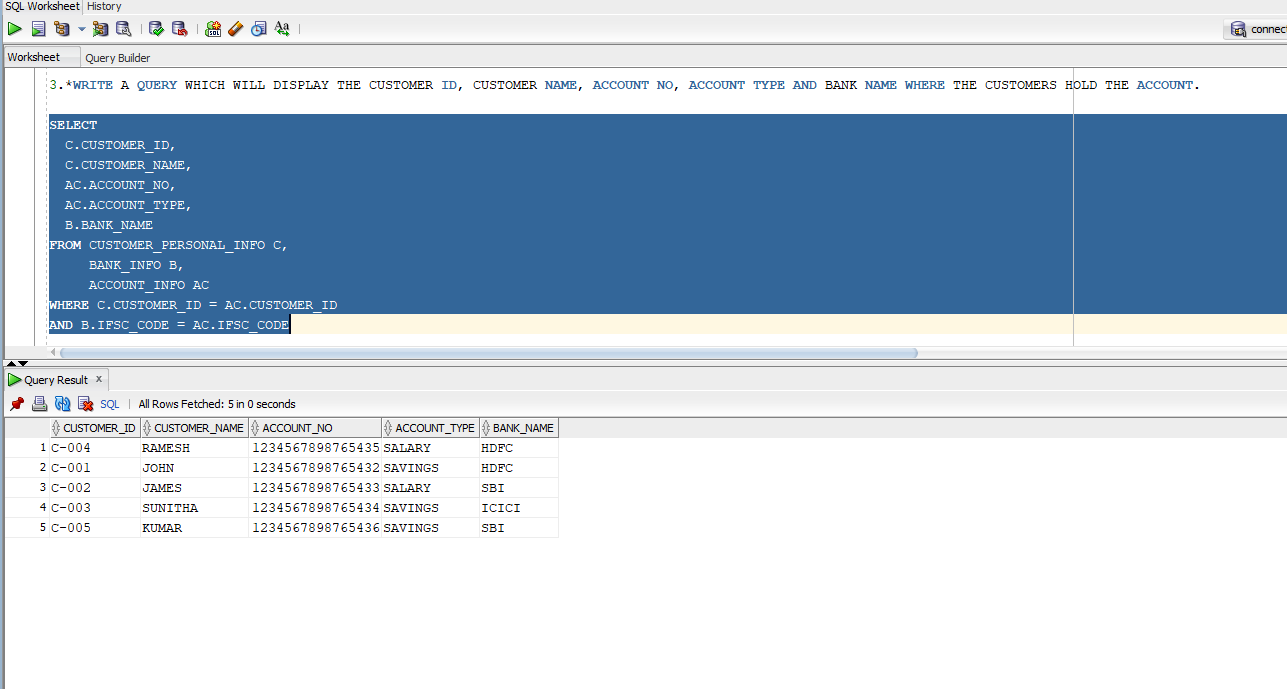 SQL Worksheet History
SQL Aa connect
Worksheet Query Builder
3.*WRITE A QUERY WHICH WILL DISPLAY THE CUSTOMER ID, CUSTOMER NAME, ACCOUNT NO, ACCOUNT TYPE AND BANK NAME WHERE THE CUSTOMERS HOLD THE ACCOUNT.
SELECT
C.CUSTOMER_ID,
C.CUSTOMER_NAME,
AC.ACCOUNT_NO,
AC.ACCOUNT_TYPE,
B.BANK_NAME
FROM CUSTOMER_PERSONAL_INFO C,
BANK_INFO B,
ACCOUNT_INFO AC
WHERE C.CUSTOMER_ID = AC.CUSTOMER_ID
AND B.IFSC_CODE = AC.IFSC_CODE
Query Result x
SQL | All Rows Fetched: 5 in 0 seconds
CUSTOMER_ID CUSTOMER_NAME ACCOUNT_NO ACCOUNT_TYPE BANK_NAME
1 C-004 RAMESH 1234567898765435 SALARY HDFC
2 C-001 JOHN 1234567898765432 SAVINGS HDFC
3 C-002 JAMES 1234567898765433 SALARY SBI
4 C-003 SUNITHA 1234567898765434 SAVINGS ICICI
5 C-005 KUMAR 1234567898765436 SAVINGS SBI